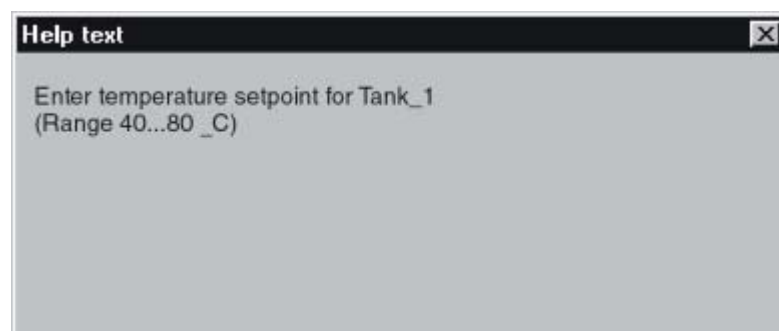 Help text
Enter temperature setpoint for Tank_1
(Range 40...80 _C)